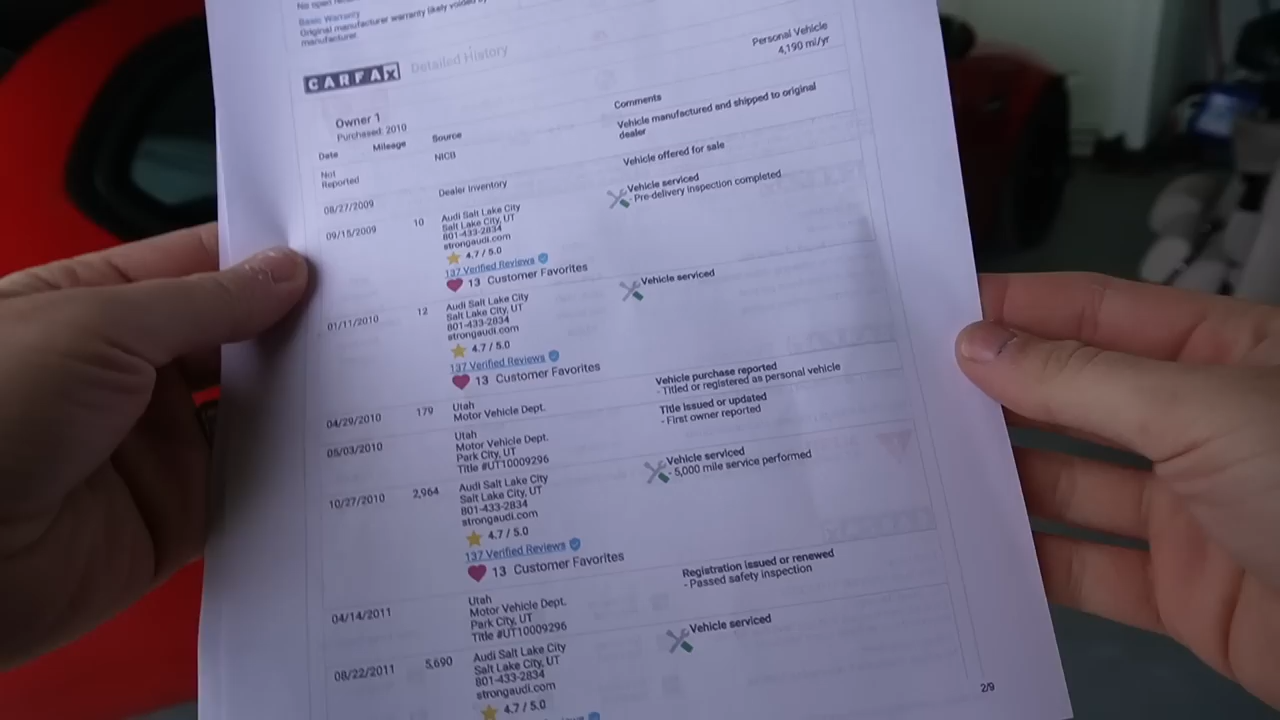 No open
Basic Warranty
Original manufacturer warranty likely voided
manufacturer
CARFAX Detailed History
Personal Vehicle
4,190 mi/yr
Owner 1
Purchased: 2010
Date Mileage Source Comments
Not Reported NICB Vehicle manufactured and shipped to original dealer
08/27/2009 Dealer Inventory Vehicle offered for sale
09/15/2009 10 Audi Salt Lake City Vehicle serviced
Salt Lake City, UT - Pre-delivery inspection completed
801-433-2834
strongaudi.com
4.7 / 5.0
137 Verified Reviews
13 Customer Favorites
01/11/2010 12 Audi Salt Lake City Vehicle serviced
Salt Lake City, UT
801-433-2834
strongaudi.com
4.7 / 5.0
137 Verified Reviews
13 Customer Favorites
04/29/2010 179 Utah Vehicle purchase reported
Motor Vehicle Dept. - Titled or registered as personal vehicle
05/03/2010 Utah Title issued or updated
Motor Vehicle Dept. - First owner reported
Park City, UT
Title #UT10009296
10/27/2010 2,964 Audi Salt Lake City Vehicle serviced
Salt Lake City, UT - 5,000 mile service performed
801-433-2834
strongaudi.com
4.7 / 5.0
137 Verified Reviews
13 Customer Favorites
04/14/2011 Utah Registration issued or renewed
Motor Vehicle Dept. - Passed safety inspection
Park City, UT
Title #UT10009296
08/22/2011 5,690 Audi Salt Lake City Vehicle serviced
Salt Lake City, UT
801-433-2834
strongaudi.com
4.7 / 5.0
2/9